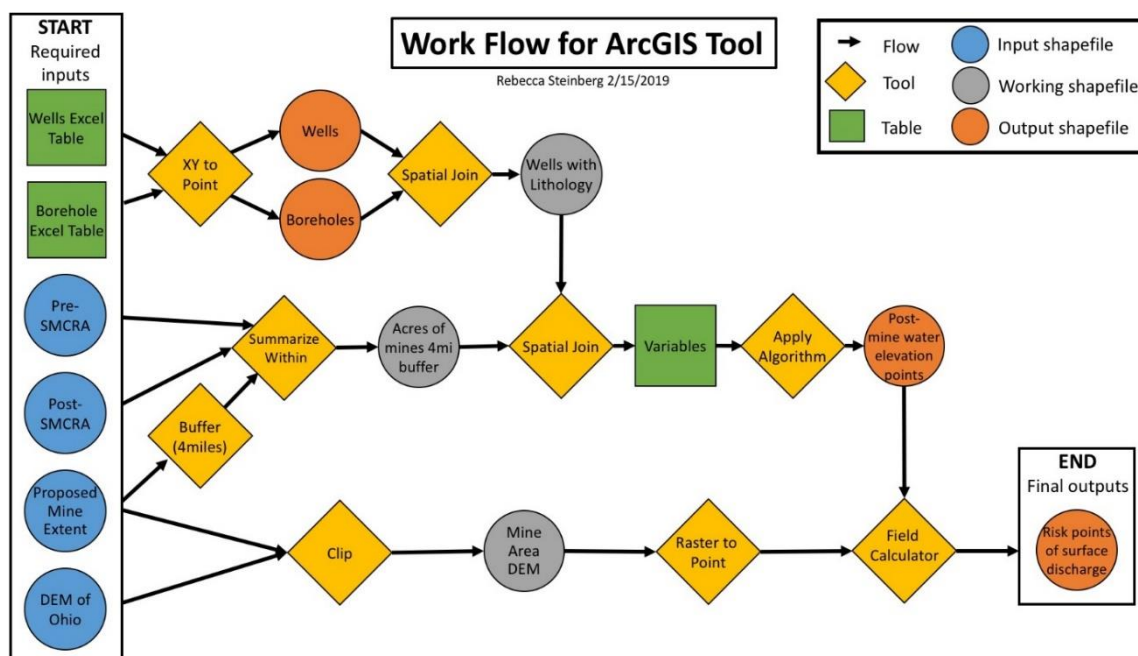 START
Required
inputs
Wells Excel
Table
Borehole
Excel Table
Pre-
SMCRA
Post-
SMCRA
Proposed
Mine
Extent
DEM of
Ohio
Work Flow for ArcGIS Tool
Rebecca Steinberg 2/15/2019
Flow
Tool
Table
Input shapefile
Working shapefile
Output shapefile
XY to
Point
Wells
Boreholes
Spatial Join
Wells with
Lithology
Summarize
Within
Buffer
(4miles)
Acres of
mines 4mi
buffer
Spatial Join
Variables
Apply
Algorithm
Post-
mine water
elevation
points
Clip
Mine
Area
DEM
Raster to
Point
Field
Calculator
END
Final outputs
Risk points
of surface
discharge